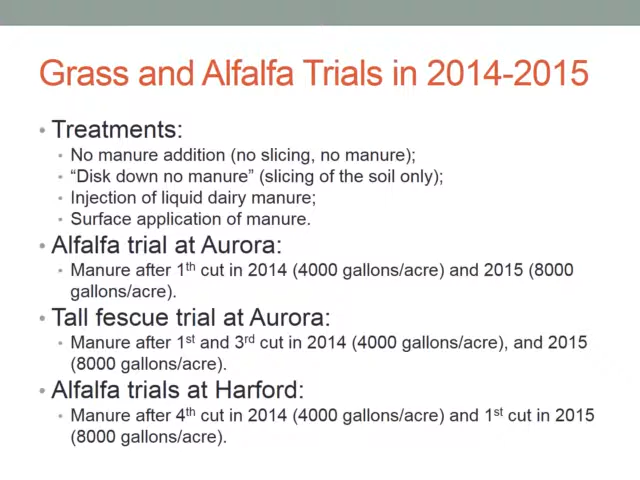 Grass and Alfalfa Trials in 2014-2015
• Treatments:
• No manure addition (no slicing, no manure);
• “Disk down no manure” (slicing of the soil only);
• Injection of liquid dairy manure;
• Surface application of manure.
• Alfalfa trial at Aurora:
• Manure after 1th cut in 2014 (4000 gallons/acre) and 2015 (8000
gallons/acre).
• Tall fescue trial at Aurora:
• Manure after 1st and 3rd cut in 2014 (4000 gallons/acre), and 2015
(8000 gallons/acre).
• Alfalfa trials at Harford:
• Manure after 4th cut in 2014 (4000 gallons/acre) and 1st cut in 2015
(8000 gallons/acre).